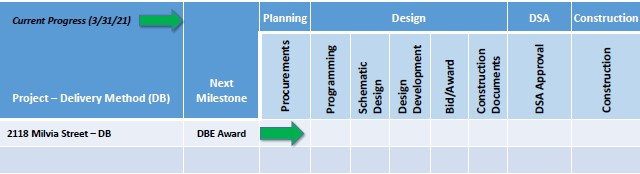 Current Progress (3/31/21)
Planning
Design
DSA
Construction
Project – Delivery Method (DB)
Next
Milestone
Procurements
Programming
Schematic
Design
Design
Development
Bid/Award
Construction
Documents
DSA Approval
Construction
2118 Milvia Street – DB
DBE Award